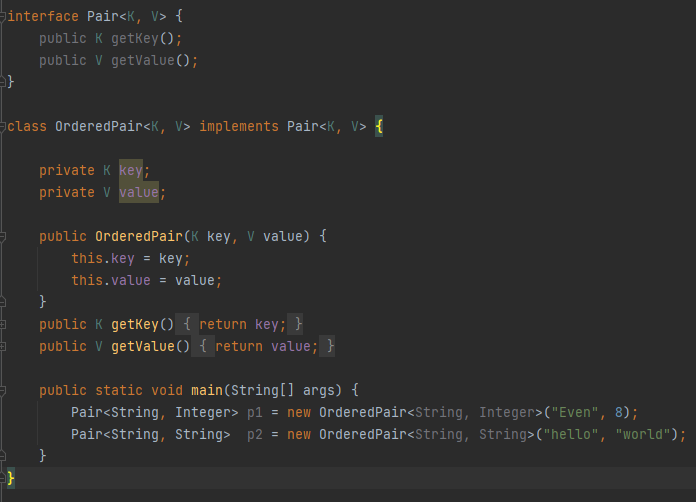 interface Pair<K, V> {
    public K getKey();
    public V getValue();
}
class OrderedPair<K, V> implements Pair<K, V> {
    private K key;
    private V value;
    public OrderedPair(K key, V value) {
        this.key = key;
        this.value = value;
    }
    public K getKey() { return key; }
    public V getValue() { return value; }
    public static void main(String[] args) {
        Pair<String, Integer> p1 = new OrderedPair<String, Integer>("Even", 8);
        Pair<String, String>  p2 = new OrderedPair<String, String>("hello", "world");
    }
}